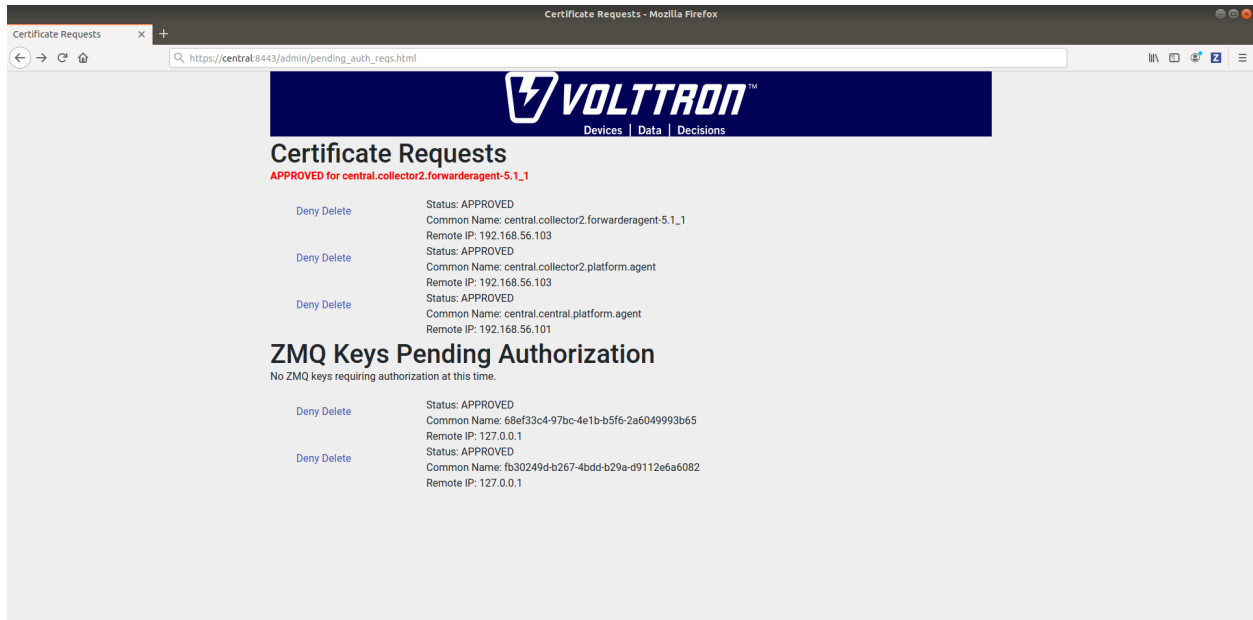 Certificate Requests - Mozilla Firefox
Certificate Requests
https://central:8443/admin/pending_auth_reqs.html
Z
VOLTTRON™
Devices | Data | Decisions
Certificate Requests
APPROVED for central.collector2.forwarderagent-5.1_1
Deny Delete
Status: APPROVED
Common Name: central.collector2.forwarderagent-5.1_1
Remote IP: 192.168.56.103
Deny Delete
Status: APPROVED
Common Name: central.collector2.platform.agent
Remote IP: 192.168.56.103
Deny Delete
Status: APPROVED
Common Name: central.central.platform.agent
Remote IP: 192.168.56.101
ZMQ Keys Pending Authorization
No ZMQ keys requiring authorization at this time.
Deny Delete
Status: APPROVED
Common Name: 68ef33c4-97bc-4e1b-b5f6-2a6049993b65
Remote IP: 127.0.0.1
Deny Delete
Status: APPROVED
Common Name: fb30249d-b267-4bdd-b29a-d9112e6a6082
Remote IP: 127.0.0.1